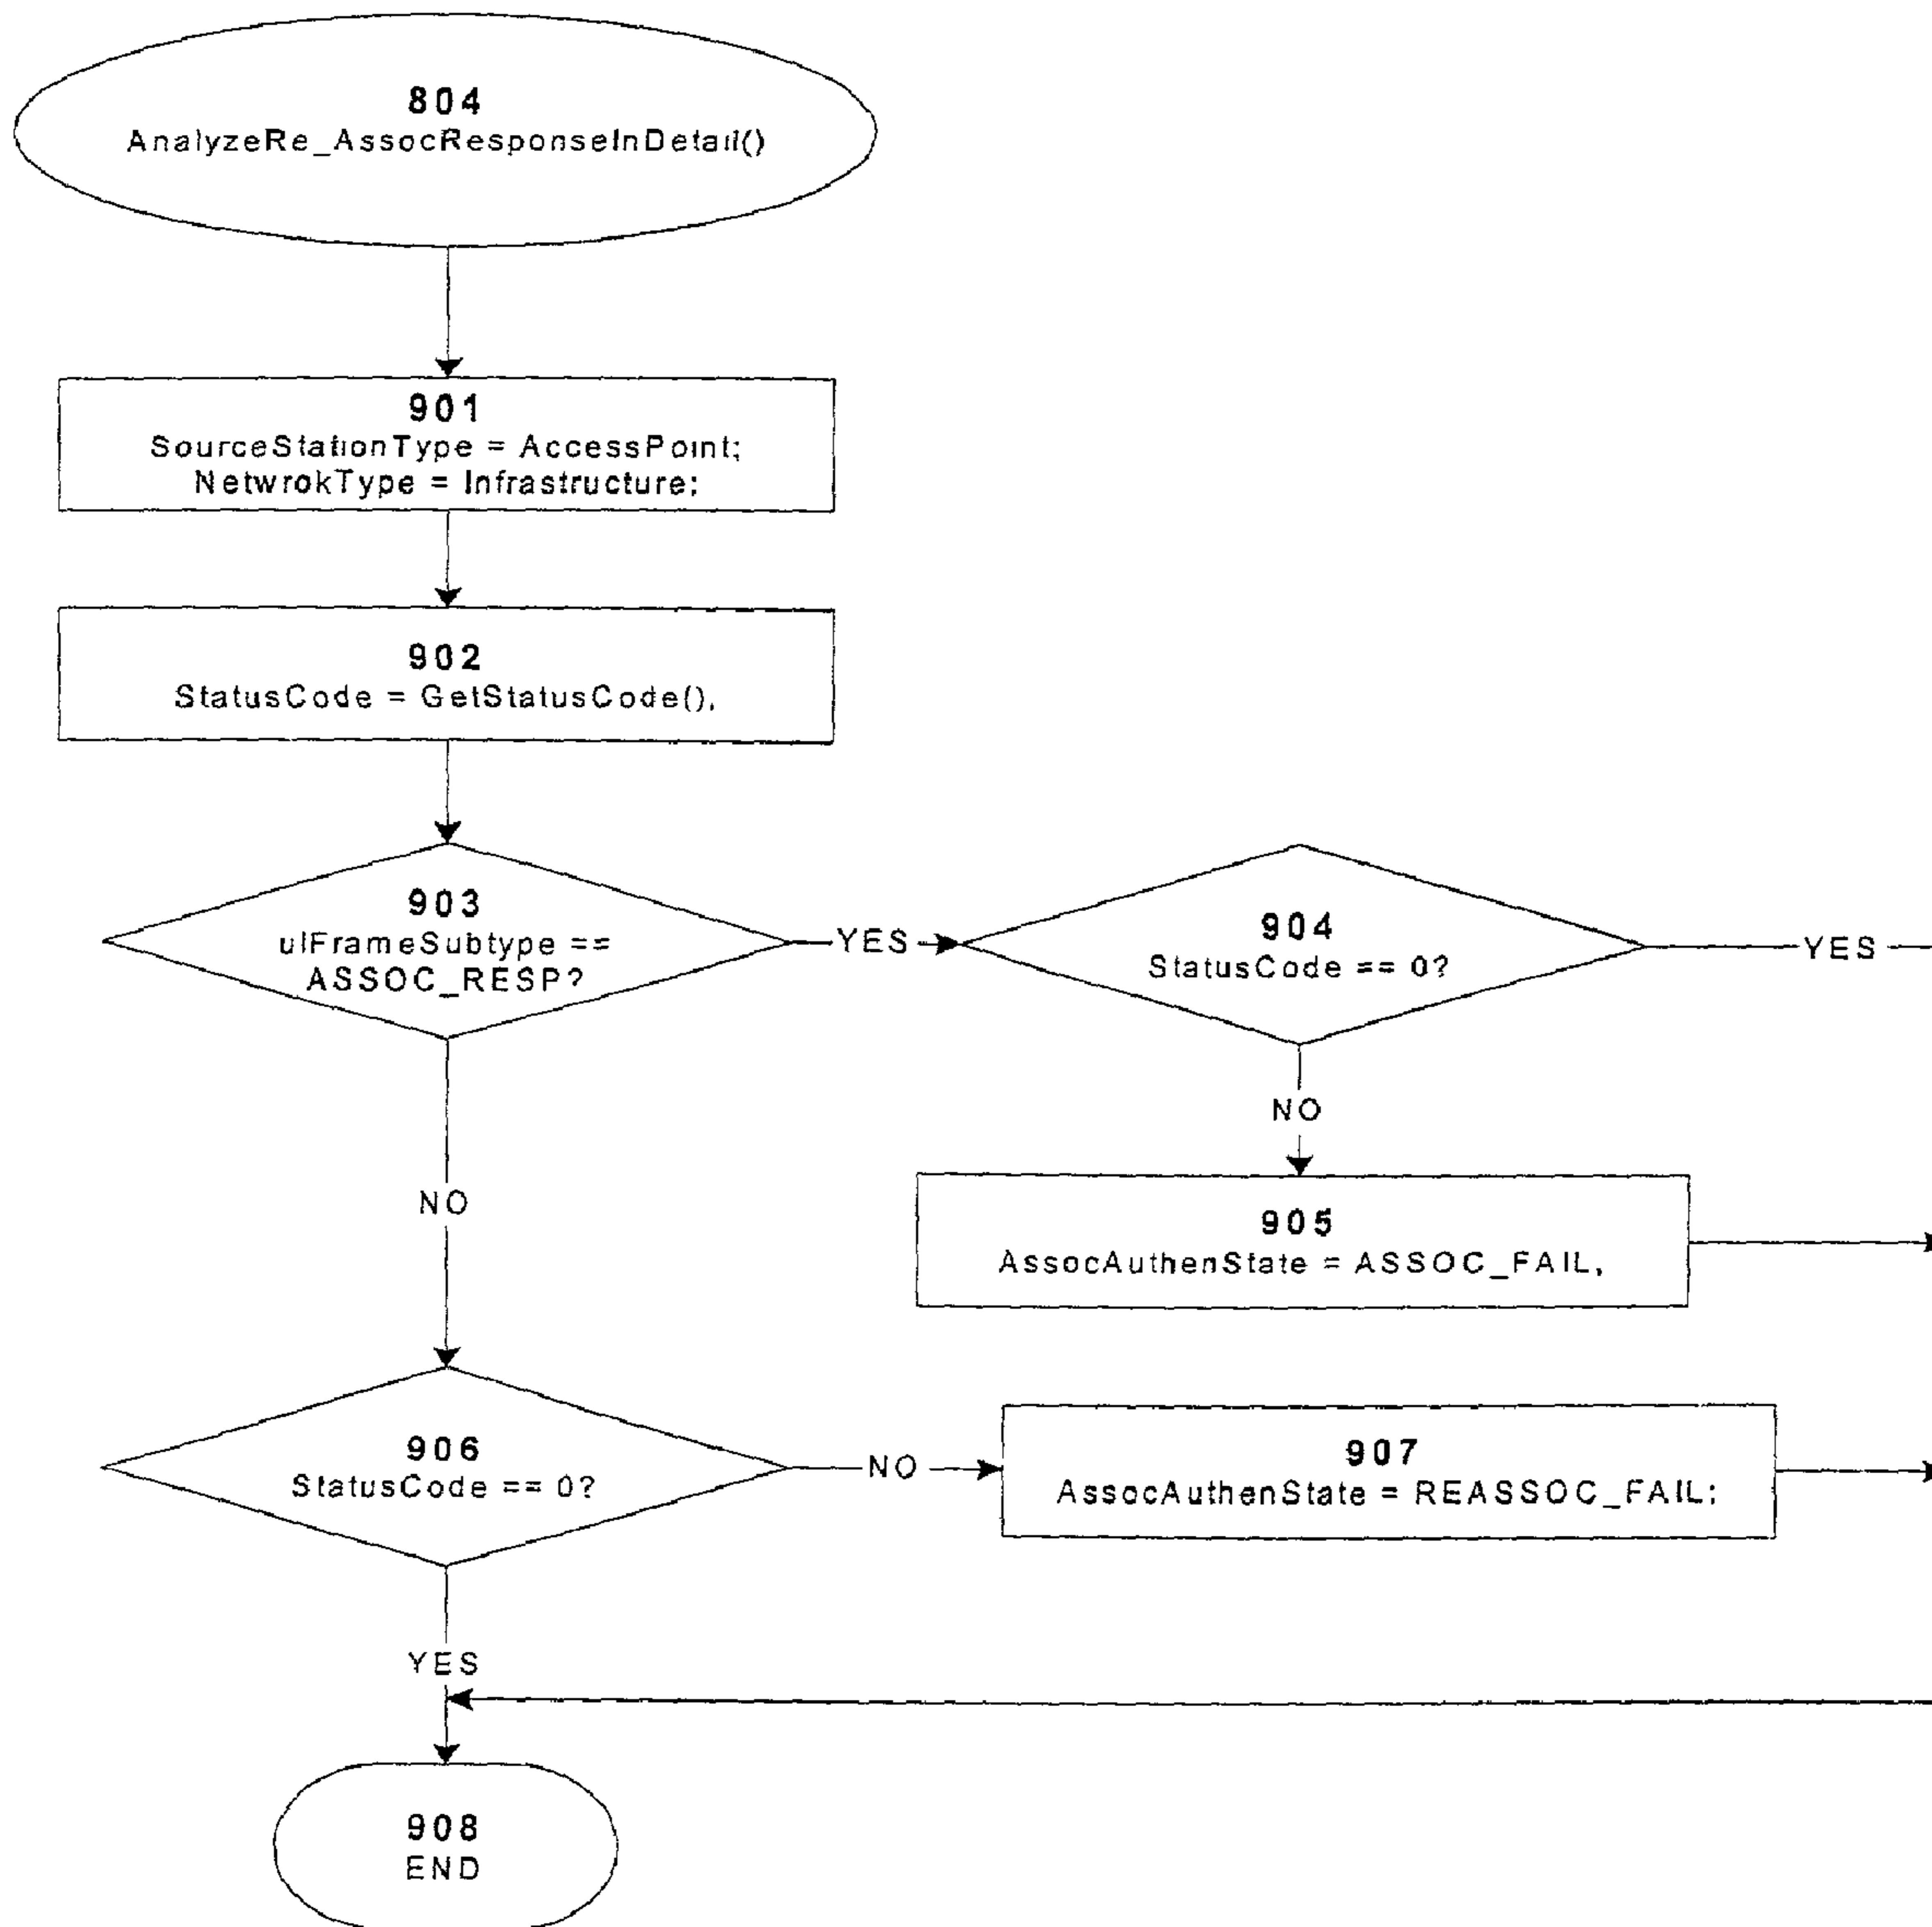 804
AnalyzeRe_AssocResponseInDetail()
901
SourceStationType = AccessPoint;
NetwrokType = Infrastructure;
902
StatusCode = GetStatusCode(),
903
ulFrameSubtype ==
ASSOC_RESP?
YES
904
StatusCode == 0?
YES
NO
905
AssocAuthenState = ASSOC_FAIL,
NO
906
StatusCode == 0?
NO
907
AssocAuthenState = REASSOC_FAIL;
YES
908
END